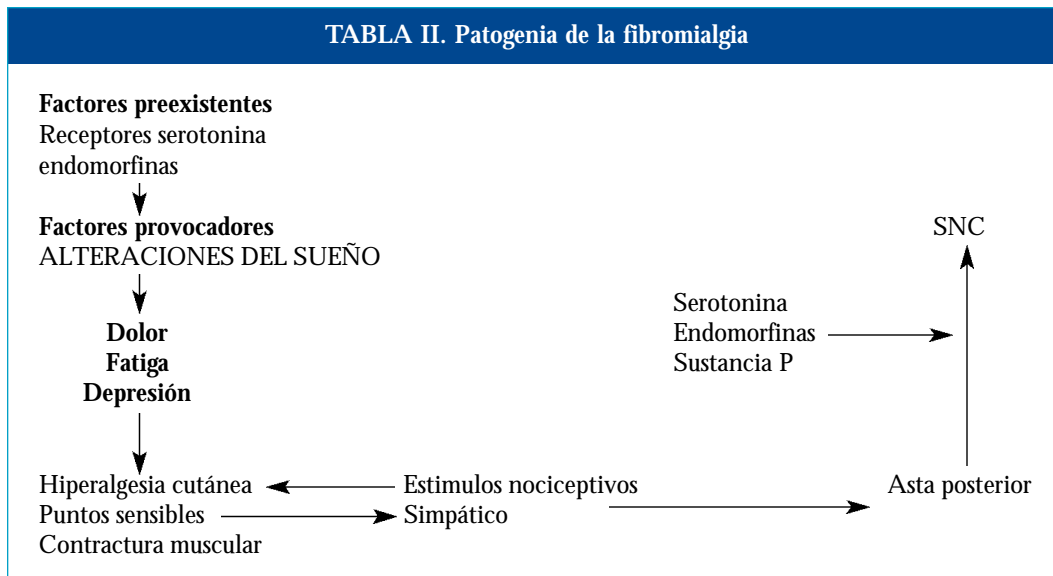 TABLA II. Patogenia de la fibromialgia
Factores preexistentes
Receptores serotonina
endomorfinas
Factores provocadores
ALTERACIONES DEL SUEÑO
Dolor
Fatiga
Depresión
Hiperalgesia cutánea
Puntos sensibles
Contractura muscular
Estimulos nociceptivos
Simpático
Serotonina
Endomorfinas
Sustancia P
SNC
Asta posterior